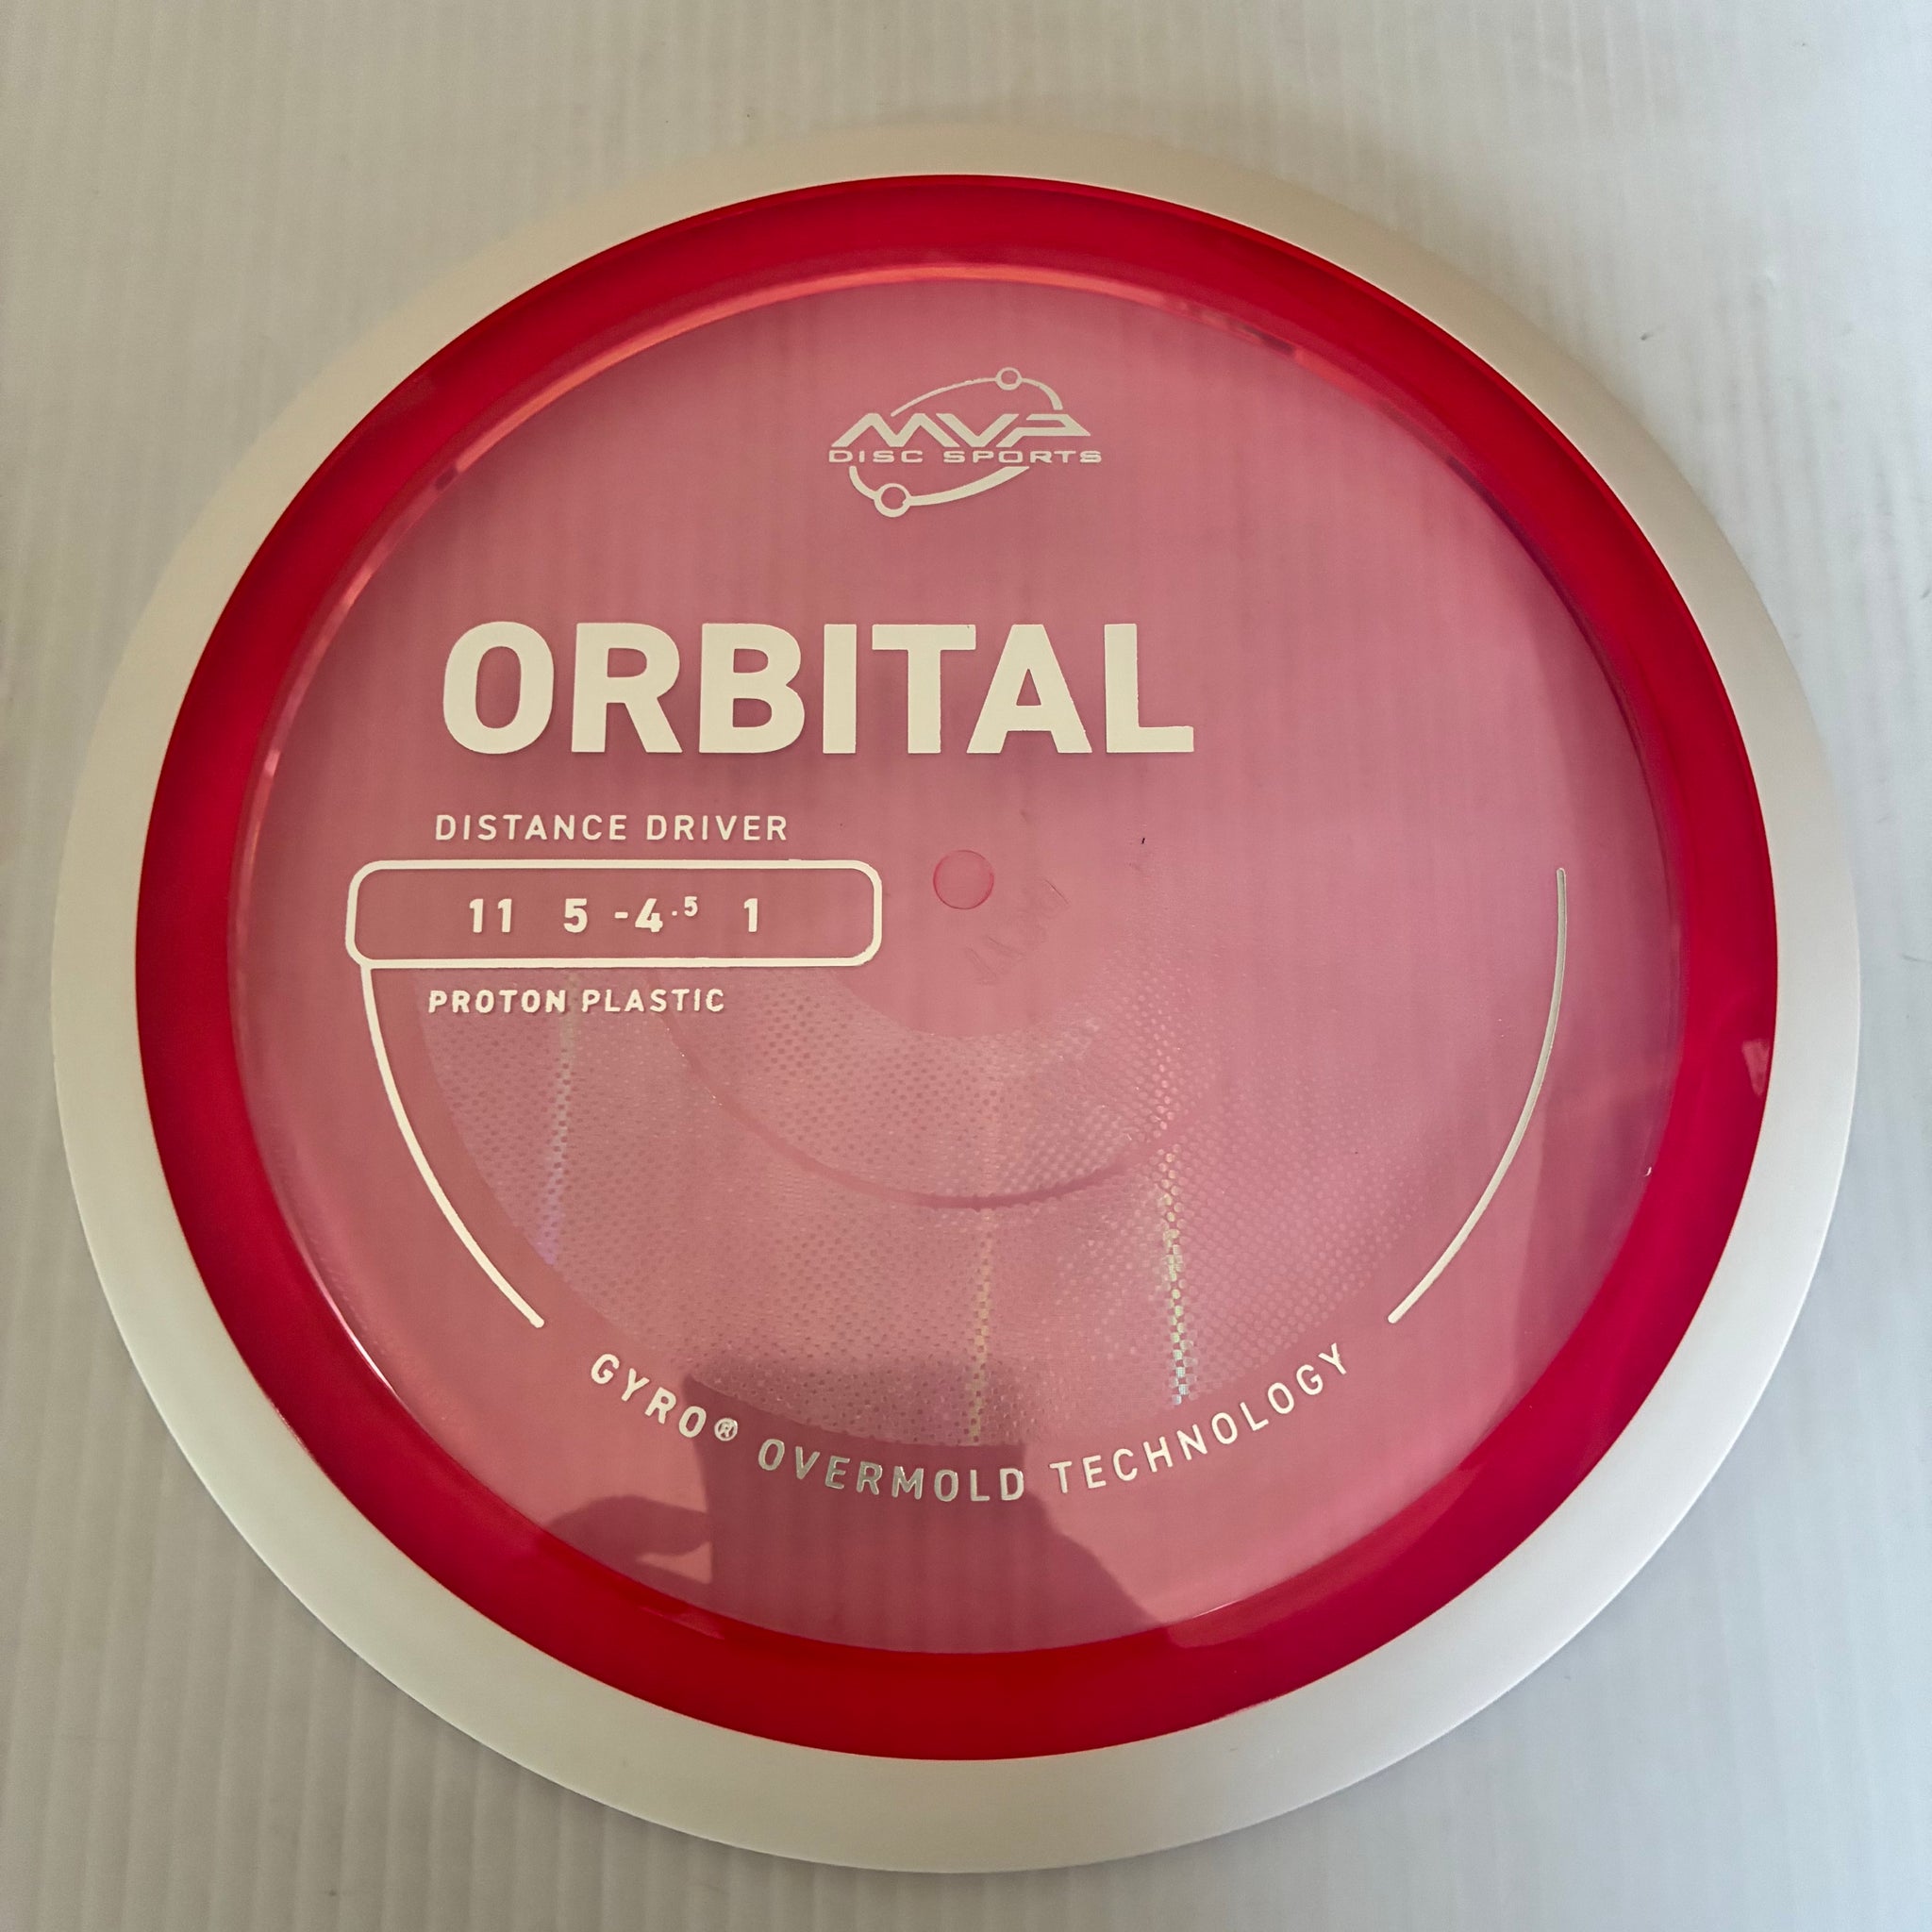 MVP
DISC SPORTS
ORBITAL
DISTANCE DRIVER
11 5 -4.5 1
PROTON PLASTIC
GYRO® OVERMOLD TECHNOLOGY